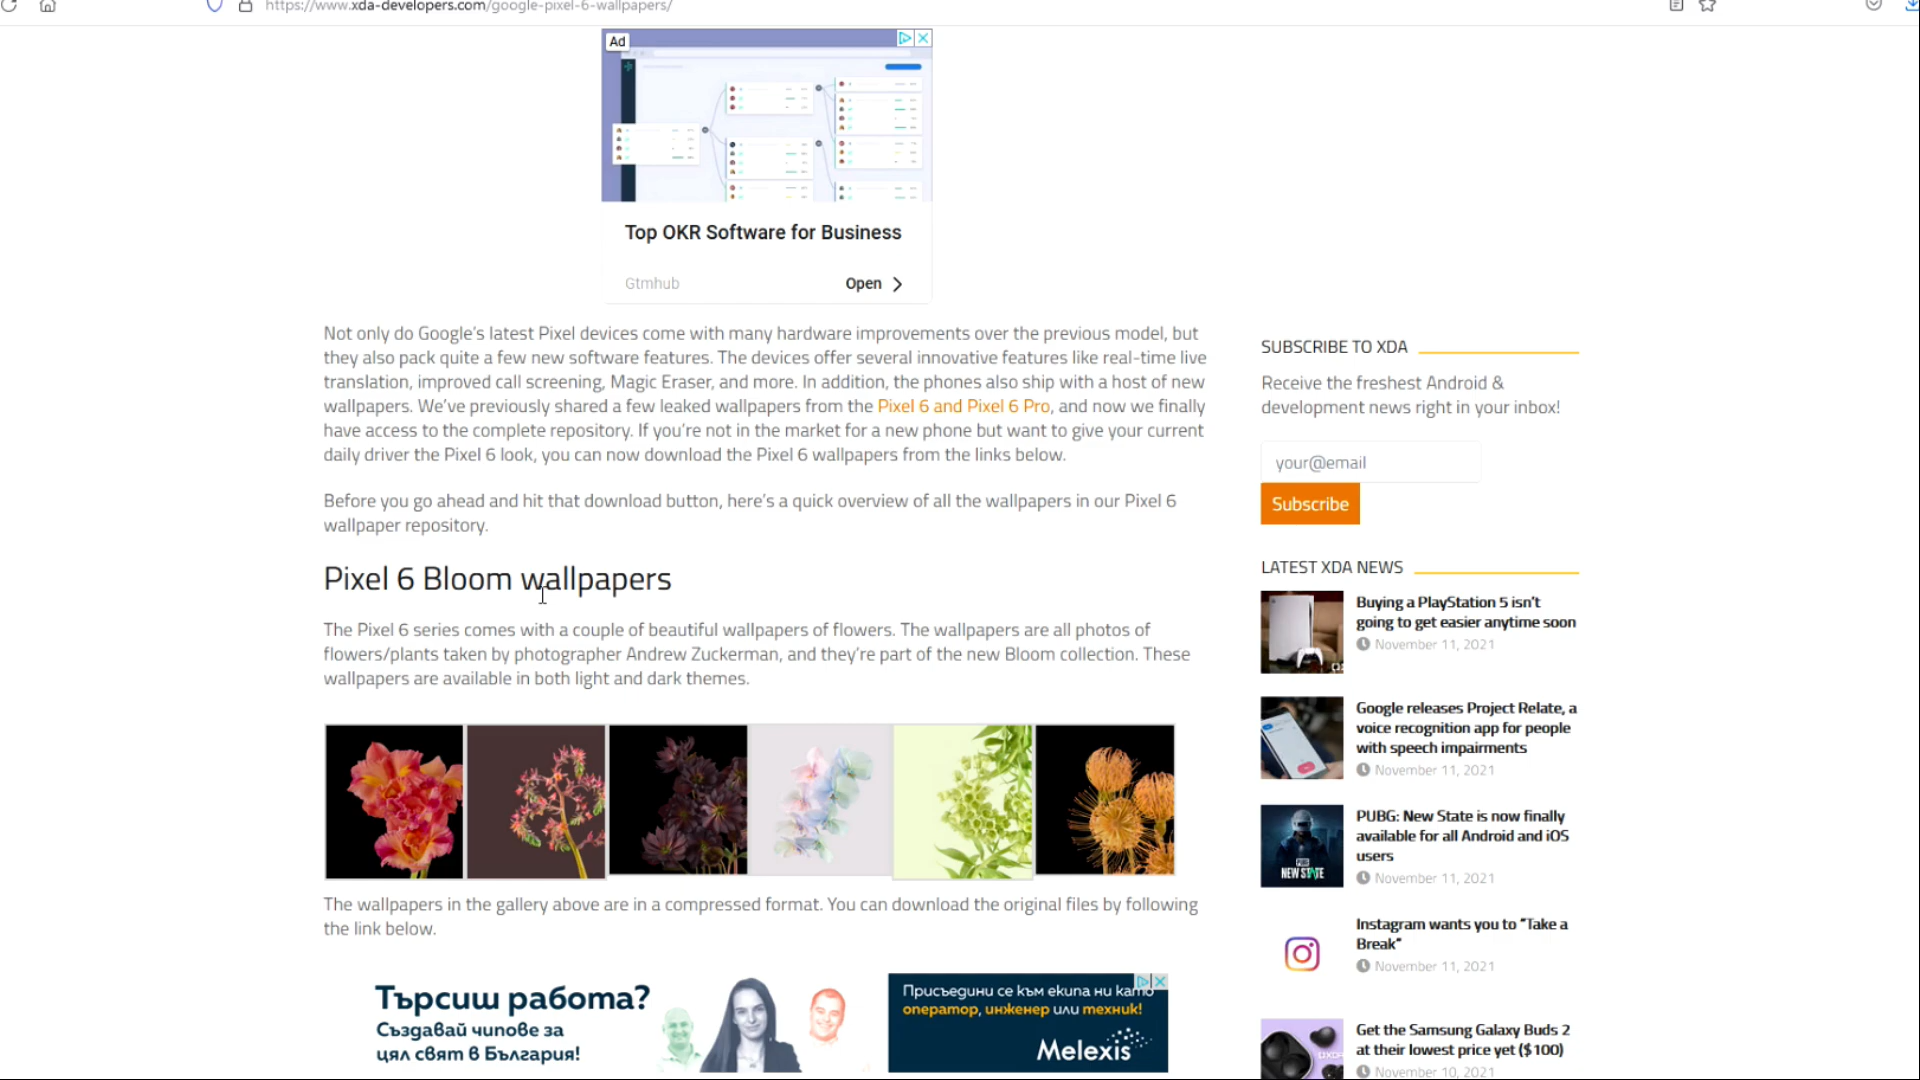 https://www.xda-developers.com/google-pixel-6-wallpapers/
Ad
Top OKR Software for Business
Gtmhub
Open
Not only do Google's latest Pixel devices come with many hardware improvements over the previous model, but
they also pack quite a few new software features. The devices offer several innovative features like real-time live
translation, improved call screening, Magic Eraser, and more. In addition, the phones also ship with a host of new
wallpapers. We've previously shared a few leaked wallpapers from the Pixel 6 and Pixel 6 Pro, and now we finally
have access to the complete repository. If you're not in the market for a new phone but want to give your current
daily driver the Pixel 6 look, you can now download the Pixel 6 wallpapers from the links below.
Before you go ahead and hit that download button, here's a quick overview of all the wallpapers in our Pixel 6
wallpaper repository.
Pixel 6 Bloom wallpapers
The Pixel 6 series comes with a couple of beautiful wallpapers of flowers. The wallpapers are all photos of
flowers/plants taken by photographer Andrew Zuckerman, and they're part of the new Bloom collection. These
wallpapers are available in both light and dark themes.
The wallpapers in the gallery above are in a compressed format. You can download the original files by following
the link below.
Търсиш работа?
Създавай чипове за
цял свят в България!
Присъедини се към екипа ни като
оператор, инженер или техник!
Melexis
SUBSCRIBE TO XDA
Receive the freshest Android &
development news right in your inbox!
your@email
Subscribe
LATEST XDA NEWS
Buying a PlayStation 5 isn't
going to get easier anytime soon
November 11, 2021
Google releases Project Relate, a
voice recognition app for people
with speech impairments
November 11, 2021
PUBG
NEW STATE
PUBG: New State is now finally
available for all Android and iOS
users
November 11, 2021
Instagram wants you to "Take a
Break"
November 11, 2021
Get the Samsung Galaxy Buds 2
at their lowest price yet ($100)
November 10, 2021